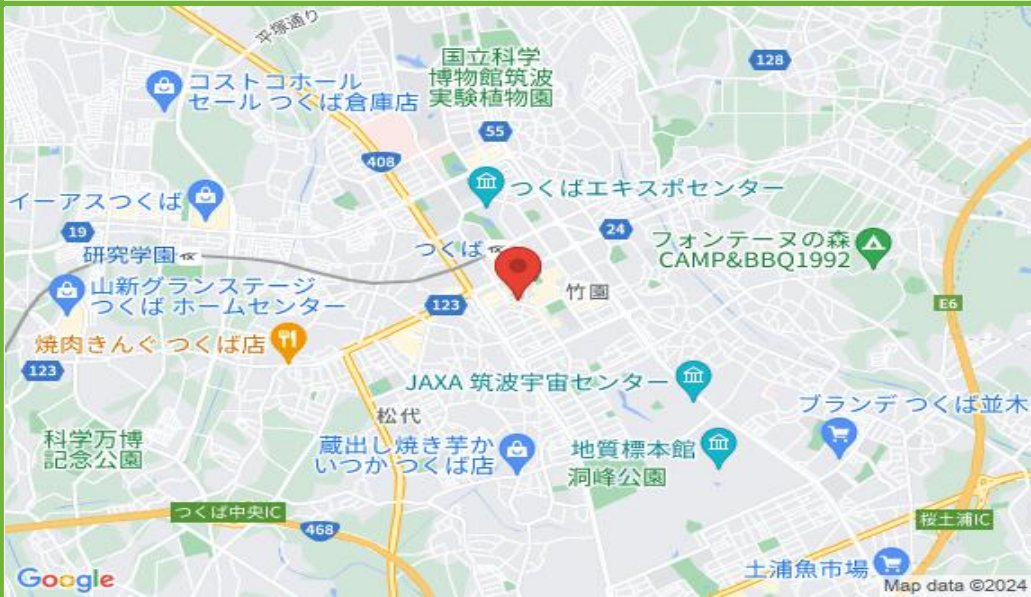 平塚通り
国立科学
博物館筑波
実験植物園
128
コストコホール
セール つくば倉庫店
55
408
つくばエキスポセンター
イーアスつくば
19
24
つくば
フォンテーヌの森
CAMP&BBQ1992
研究学園
山新グランステージ
つくば ホームセンター
竹園
123
E6
焼肉きんぐ つくば店
123
JAXA 筑波宇宙センター
松代
ブランデ つくば並木
科学万博
記念公園
蔵出し焼き芋か
いつか つくば店
地質標本館
洞峰公園
つくば中央IC
468
桜土浦IC
土浦魚市場
Google
Map data ©2024